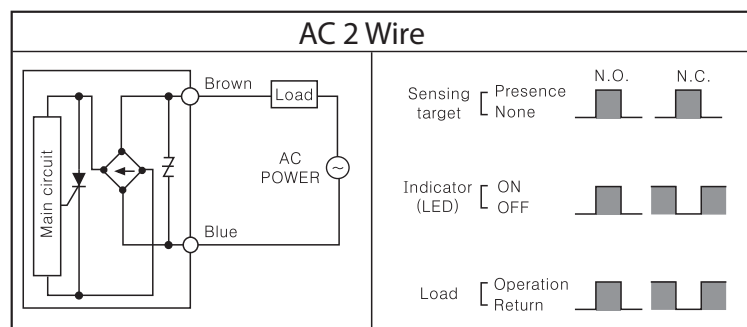 AC 2 Wire
Main circuit
Brown
Load
AC
POWER
Blue
N.O. N.C.
Sensing
target
Presence
None
Indicator
(LED)
ON
OFF
Load
Operation
Return